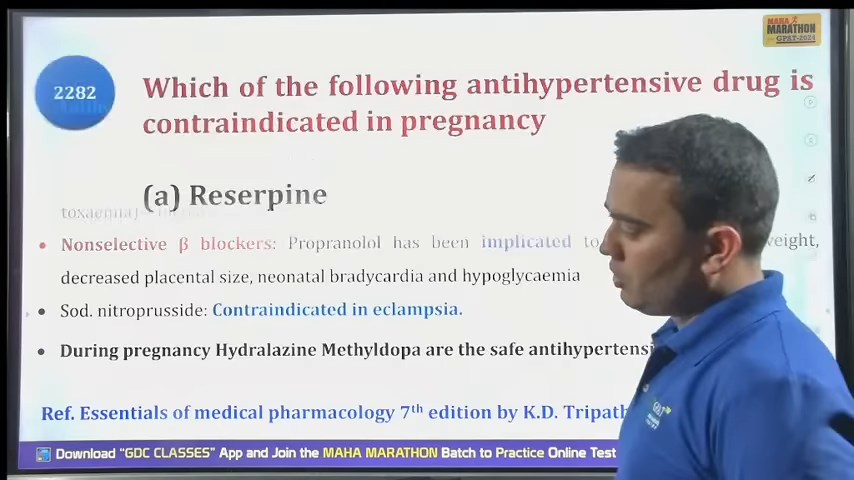 MAHA
MARATHON
GPAT-2024
2282
Which of the following antihypertensive drug is
contraindicated in pregnancy
(a) Reserpine
• Nonselective β blockers: Propranolol has been implicated to weight,
decreased placental size, neonatal bradycardia and hypoglycaemia
• Sod. nitroprusside: Contraindicated in eclampsia.
• During pregnancy Hydralazine Methyldopa are the safe
Ref. Essentials of medical pharmacology 7th edition by K.D.
Download "GDC CLASSES" App and Join the MAHA MARATHON Batch to Practice Online Test